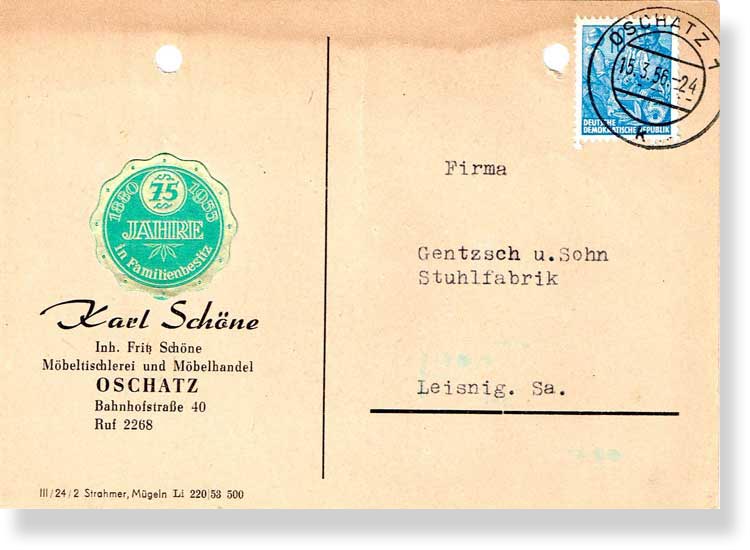 OSCHATZ 1
15.3.56.-24
K
DEUTSCHE
DEMOKRATISCHE REPUBLIK
Firma
Gentzsch u.Sohn
Stuhlfabrik
Leisnig. Sa.
1880 75 1955
JAHRE
in Familienbesitz
Karl Schöne
Inh. Fritz Schöne
Möbeltischlerei und Möbelhandel
OSCHATZ
Bahnhofstraße 40
Ruf 2268
III/24/2 Strahmer, Mügeln Li 220/53 500